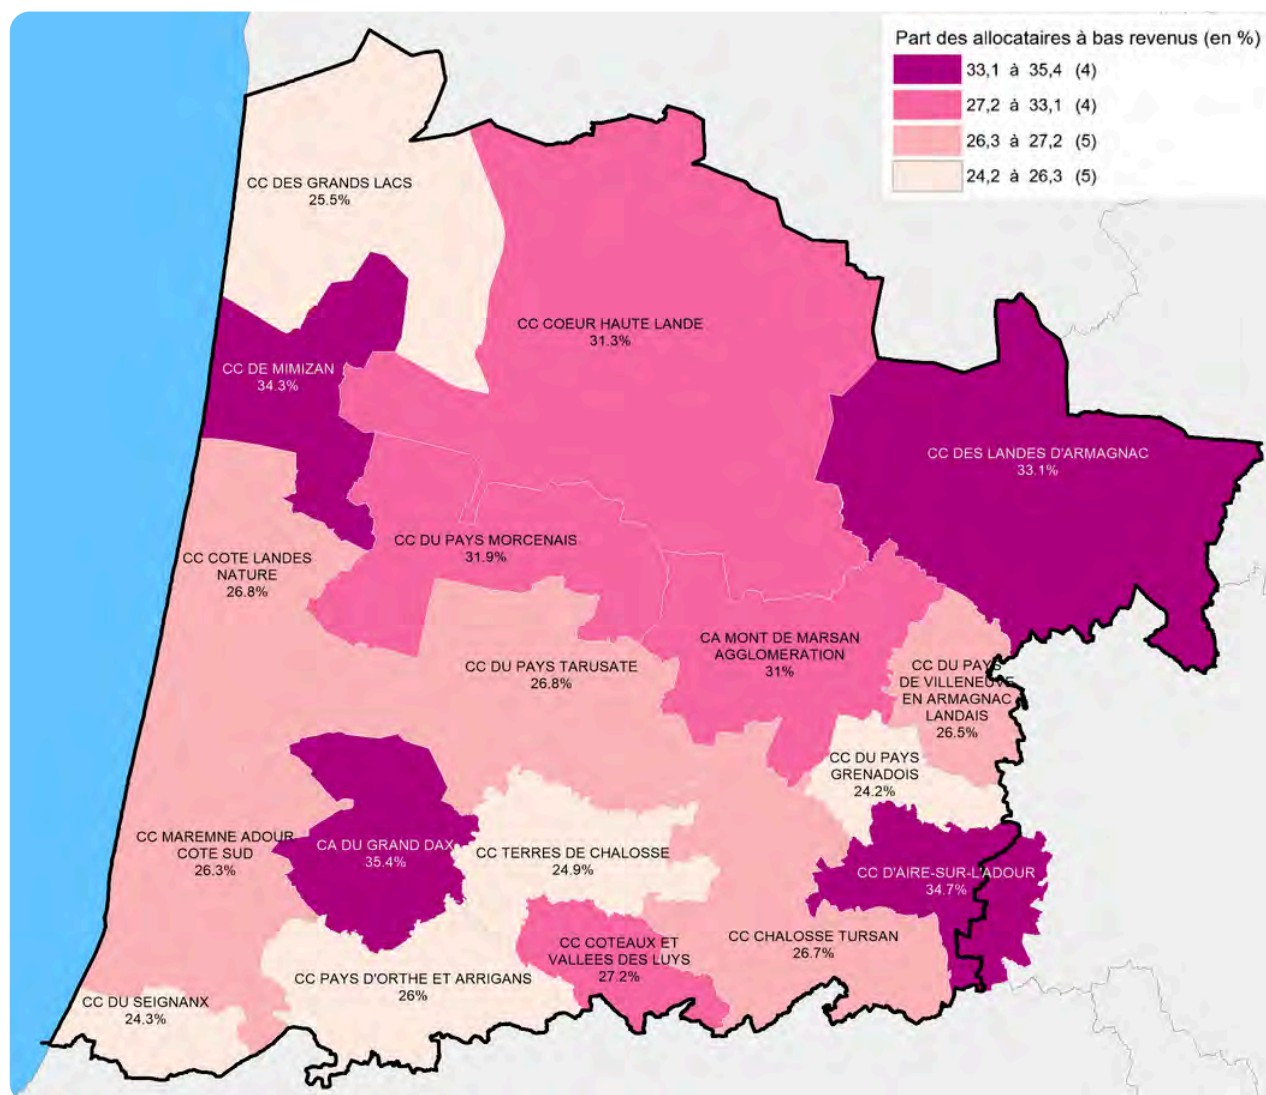 Part des allocataires à bas revenus (en %)
33,1 à 35,4 (4)
27,2 à 33,1 (4)
26,3 à 27,2 (5)
24,2 à 26,3 (5)
CC DES GRANDS LACS
25.5%
CC COEUR HAUTE LANDE
31.3%
CC DE MIMIZAN
34.3%
CC DES LANDES D'ARMAGNAC
33.1%
CC DU PAYS MORCENAIS
31.9%
CC COTE LANDES
NATURE
26.8%
CA MONT DE MARSAN
AGGLOMERATION
31%
CC DU PAYS TARUSATE
26.8%
CC DU PAYS
DE VILLENEUVE
EN ARMAGNAC
LANDAIS
26.5%
CC DU PAYS
GRENADOIS
24.2%
CC MAREMNE ADOUR
COTE SUD
26.3%
CA DU GRAND DAX
35.4%
CC TERRES DE CHALOSSE
24.9%
CC D'AIRE-SUR-L'ADOUR
34.7%
CC CHALOSSE TURSAN
26.7%
CC COTEAUX ET
VALLEES DES LUYS
27.2%
CC PAYS D'ORTHE ET ARRIGANS
26%
CC DU SEIGNANX
24.3%